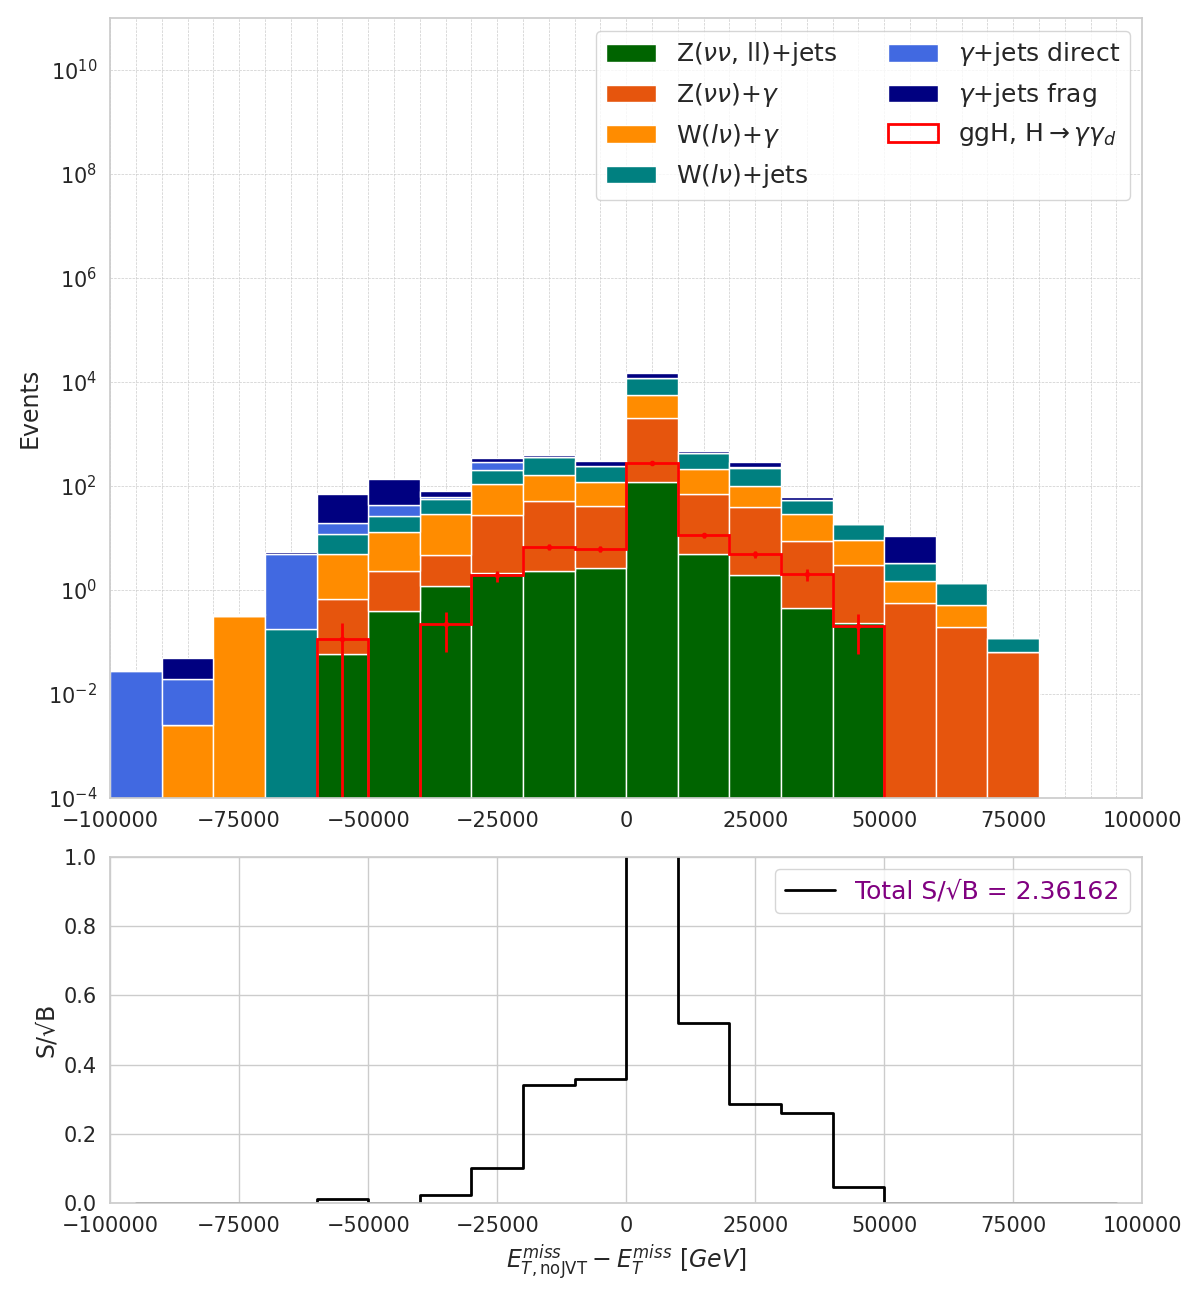 Z(νν, ll)+jets
Z(νν)+γ
W(lν)+γ
W(lν)+jets
γ+jets direct
γ+jets frag
ggH, H→γγ_d
Events
10^10
10^8
10^6
10^4
10^2
10^0
10^−2
10^−4
−100000 −75000 −50000 −25000 0 25000 50000 75000 100000
Total S/√B = 2.36162
S/√B
1.0
0.8
0.6
0.4
0.2
0.0
−100000 −75000 −50000 −25000 0 25000 50000 75000 100000
E_{T, noJVT}^{miss} − E_T^{miss} [GeV]